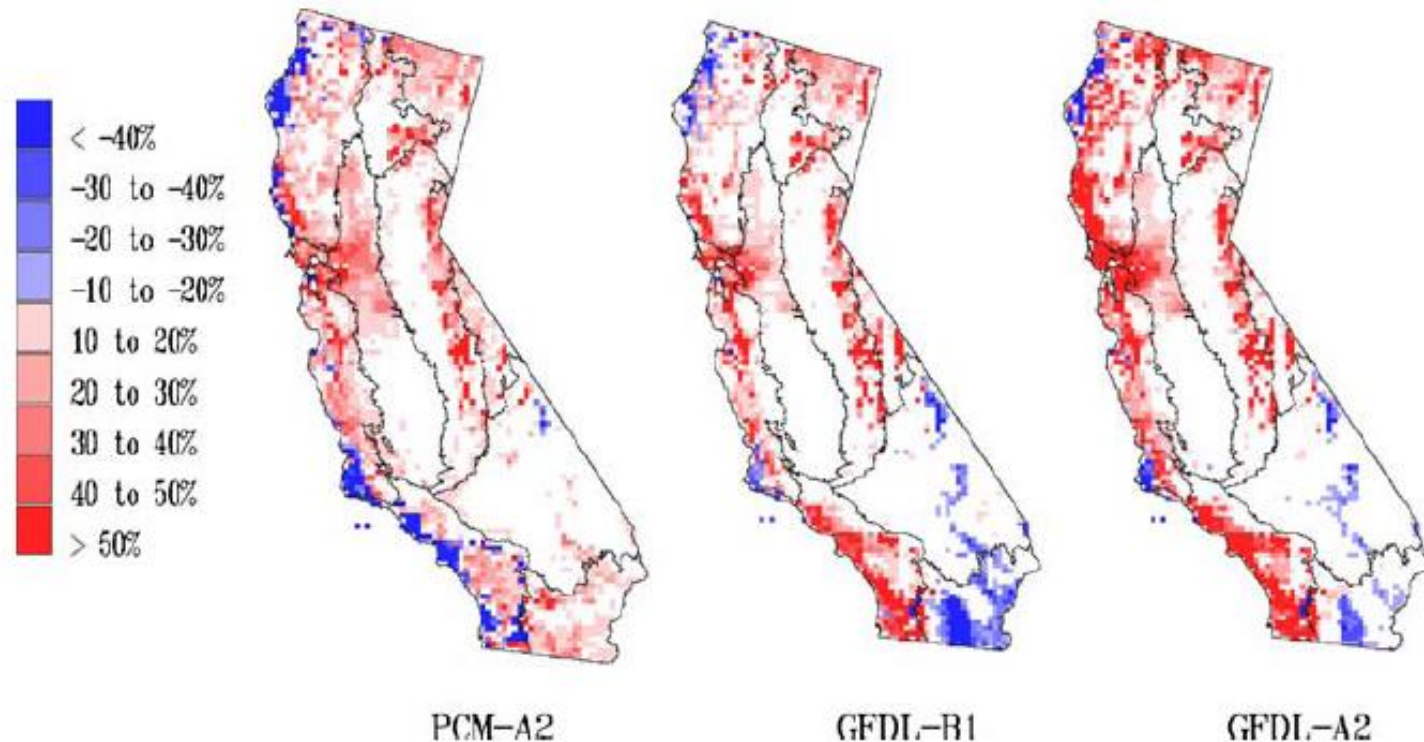 < -40%
-30 to -40%
-20 to -30%
-10 to -20%
10 to 20%
20 to 30%
30 to 40%
40 to 50%
> 50%
PCM-A2 GFDL-B1 GFDL-A2